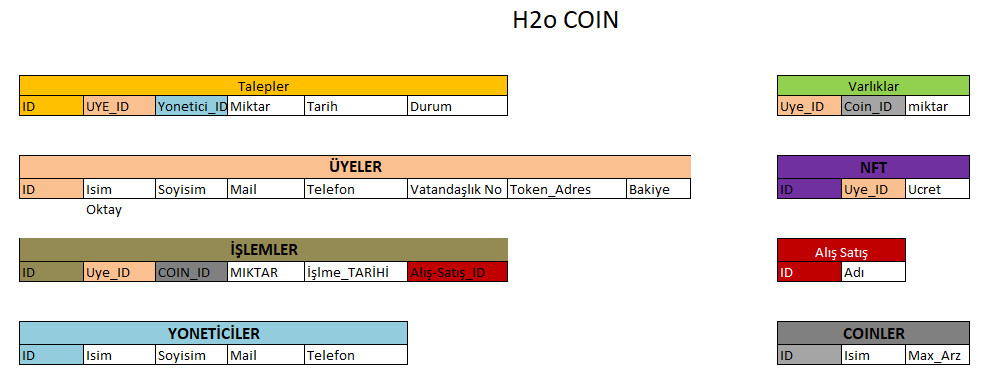 H2o COIN
Talepler
ID UYE_ID Yonetici_ID Miktar Tarih Durum
Varlıklar
Uye_ID Coin_ID miktar
ÜYELER
ID Isim Soyisim Mail Telefon Vatandaşlık No Token_Adres Bakiye
Oktay
NFT
ID Uye_ID Ucret
İŞLEMLER
ID Uye_ID COIN_ID MIKTAR İşlme_TARİHİ Alış-Satış_ID
Alış Satış
ID Adı
YONETİCİLER
ID Isim Soyisim Mail Telefon
COINLER
ID Isim Max_Arz